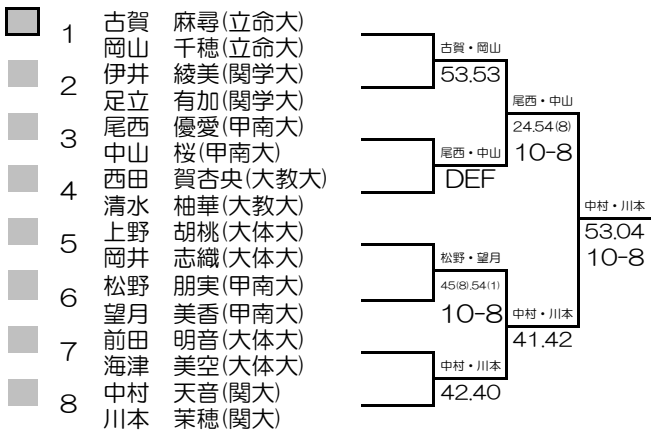 1
古賀　麻尋(立命大)
岡山　千穂(立命大)
2
伊井　綾美(関学大)
足立　有加(関学大)
3
尾西　優愛(甲南大)
中山　桜(甲南大)
4
西田　賀杏央(大教大)
清水　柚華(大教大)
5
上野　胡桃(大体大)
岡井　志織(大体大)
6
松野　朋実(甲南大)
望月　美香(甲南大)
7
前田　明音(大体大)
海津　美空(大体大)
8
中村　天音(関大)
川本　茉穂(関大)
古賀・岡山
53.53
尾西・中山
DEF
松野・望月
45(8).54(1)
10-8
中村・川本
42.40
尾西・中山
24.54(8)
10-8
中村・川本
41.42
中村・川本
53.04
10-8